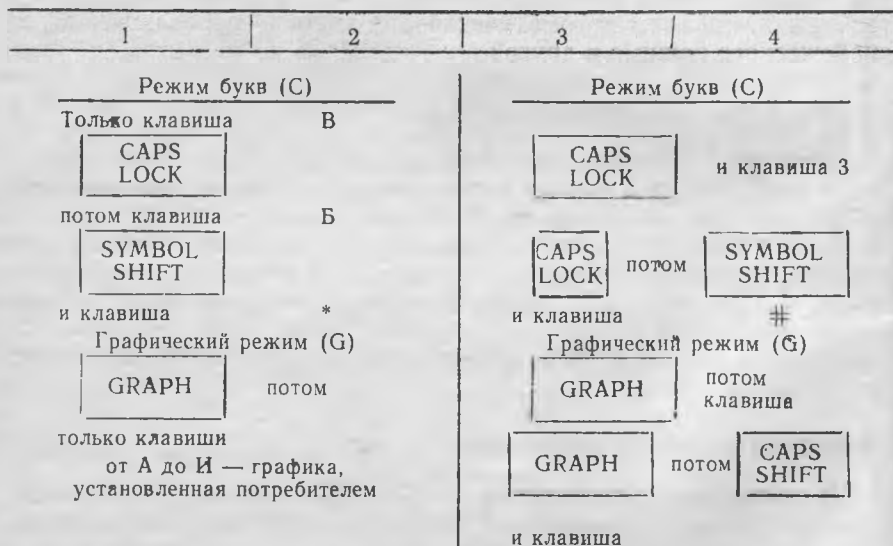 1 2 3 4
Режим букв (С)
Только клавиша В
CAPS
LOCK
потом клавиша Б
SYMBOL
SHIFT
и клавиша *
Графический режим (G)
GRAPH потом
только клавиши
от А до И — графика,
установленная потребителем
Режим букв (С)
CAPS
LOCK и клавиша 3
CAPS
LOCK потом SYMBOL
SHIFT
и клавиша #
Графический режим (G)
GRAPH потом
клавиша
GRAPH потом CAPS
SHIFT
и клавиша